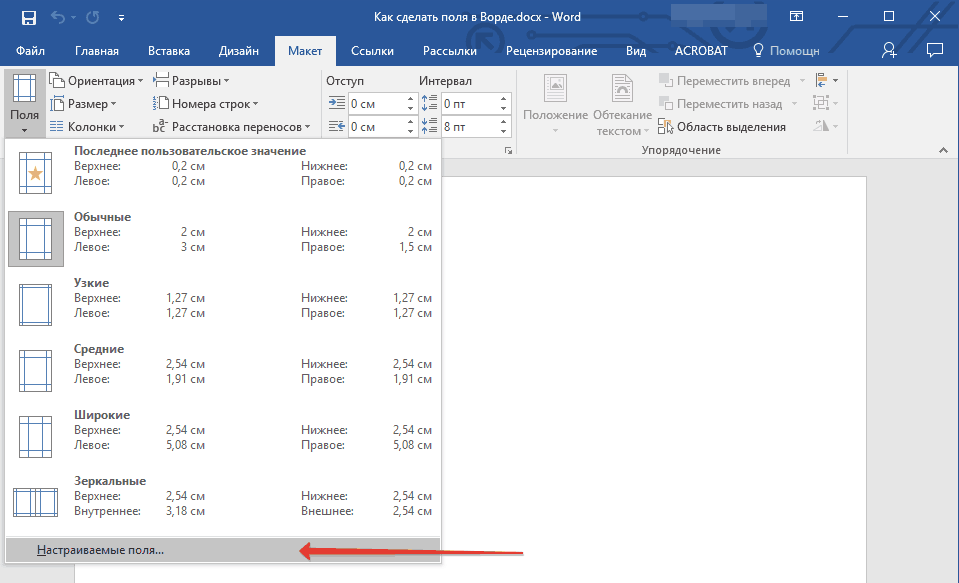 Как сделать поля в Ворде.docx - Word
Файл Главная Вставка Дизайн Макет Ссылки Рассылки Рецензирование Вид ACROBAT Помощн
Поля
Ориентация
Размер
Колонки
Разрывы
Номера строк
bc Расстановка переносов
Отступ
0 см
0 см
Интервал
0 пт
8 пт
Положение
Обтекание
текстом
Переместить вперед
Переместить назад
Область выделения
Упорядочение
Последнее пользовательское значение
Верхнее: 0,2 см Нижнее: 0,2 см
Левое: 0,2 см Правое: 0,2 см
Обычные
Верхнее: 2 см Нижнее: 2 см
Левое: 3 см Правое: 1,5 см
Узкие
Верхнее: 1,27 см Нижнее: 1,27 см
Левое: 1,27 см Правое: 1,27 см
Средние
Верхнее: 2,54 см Нижнее: 2,54 см
Левое: 1,91 см Правое: 1,91 см
Широкие
Верхнее: 2,54 см Нижнее: 2,54 см
Левое: 5,08 см Правое: 5,08 см
Зеркальные
Верхнее: 2,54 см Нижнее: 2,54 см
Внутреннее: 3,18 см Внешнее: 2,54 см
Настраиваемые поля...